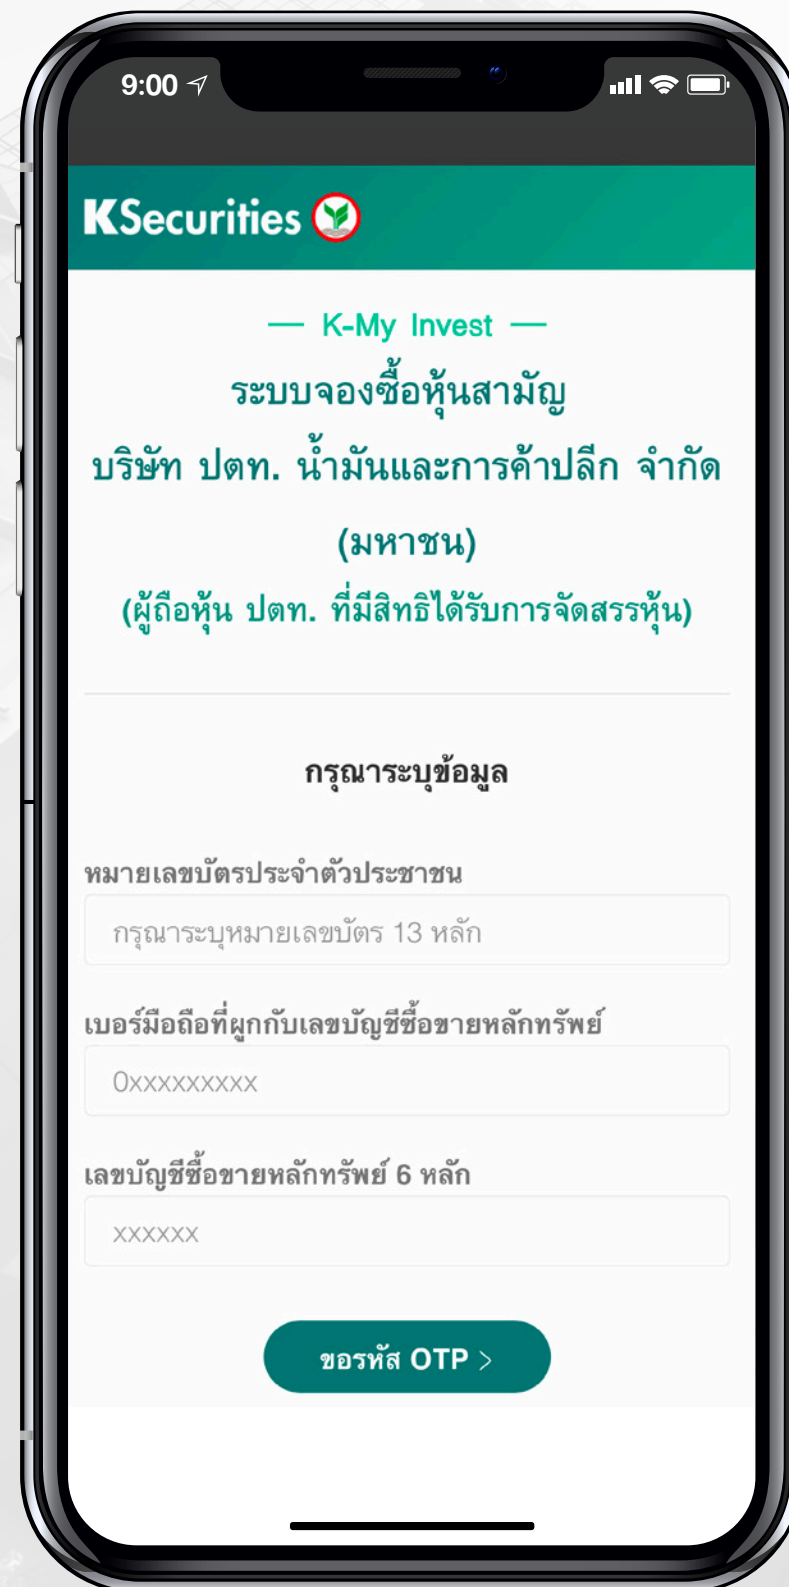 9:00
KSecurities
K-My Invest
ระบบจองซื้อหุ้นสามัญ
บริษัท ปตท. น้ำมันและการค้าปลีก จำกัด
(มหาชน)
(ผู้ถือหุ้น ปตท. ที่มีสิทธิได้รับการจัดสรรหุ้น)
กรุณาระบุข้อมูล
หมายเลขบัตรประจำตัวประชาชน
กรุณาระบุหมายเลขบัตร 13 หลัก
เบอร์มือถือที่ผูกกับเลขบัญชีซื้อขายหลักทรัพย์
0xxxxxxxxx
เลขบัญชีซื้อขายหลักทรัพย์ 6 หลัก
xxxxxx
ขอรหัส OTP >